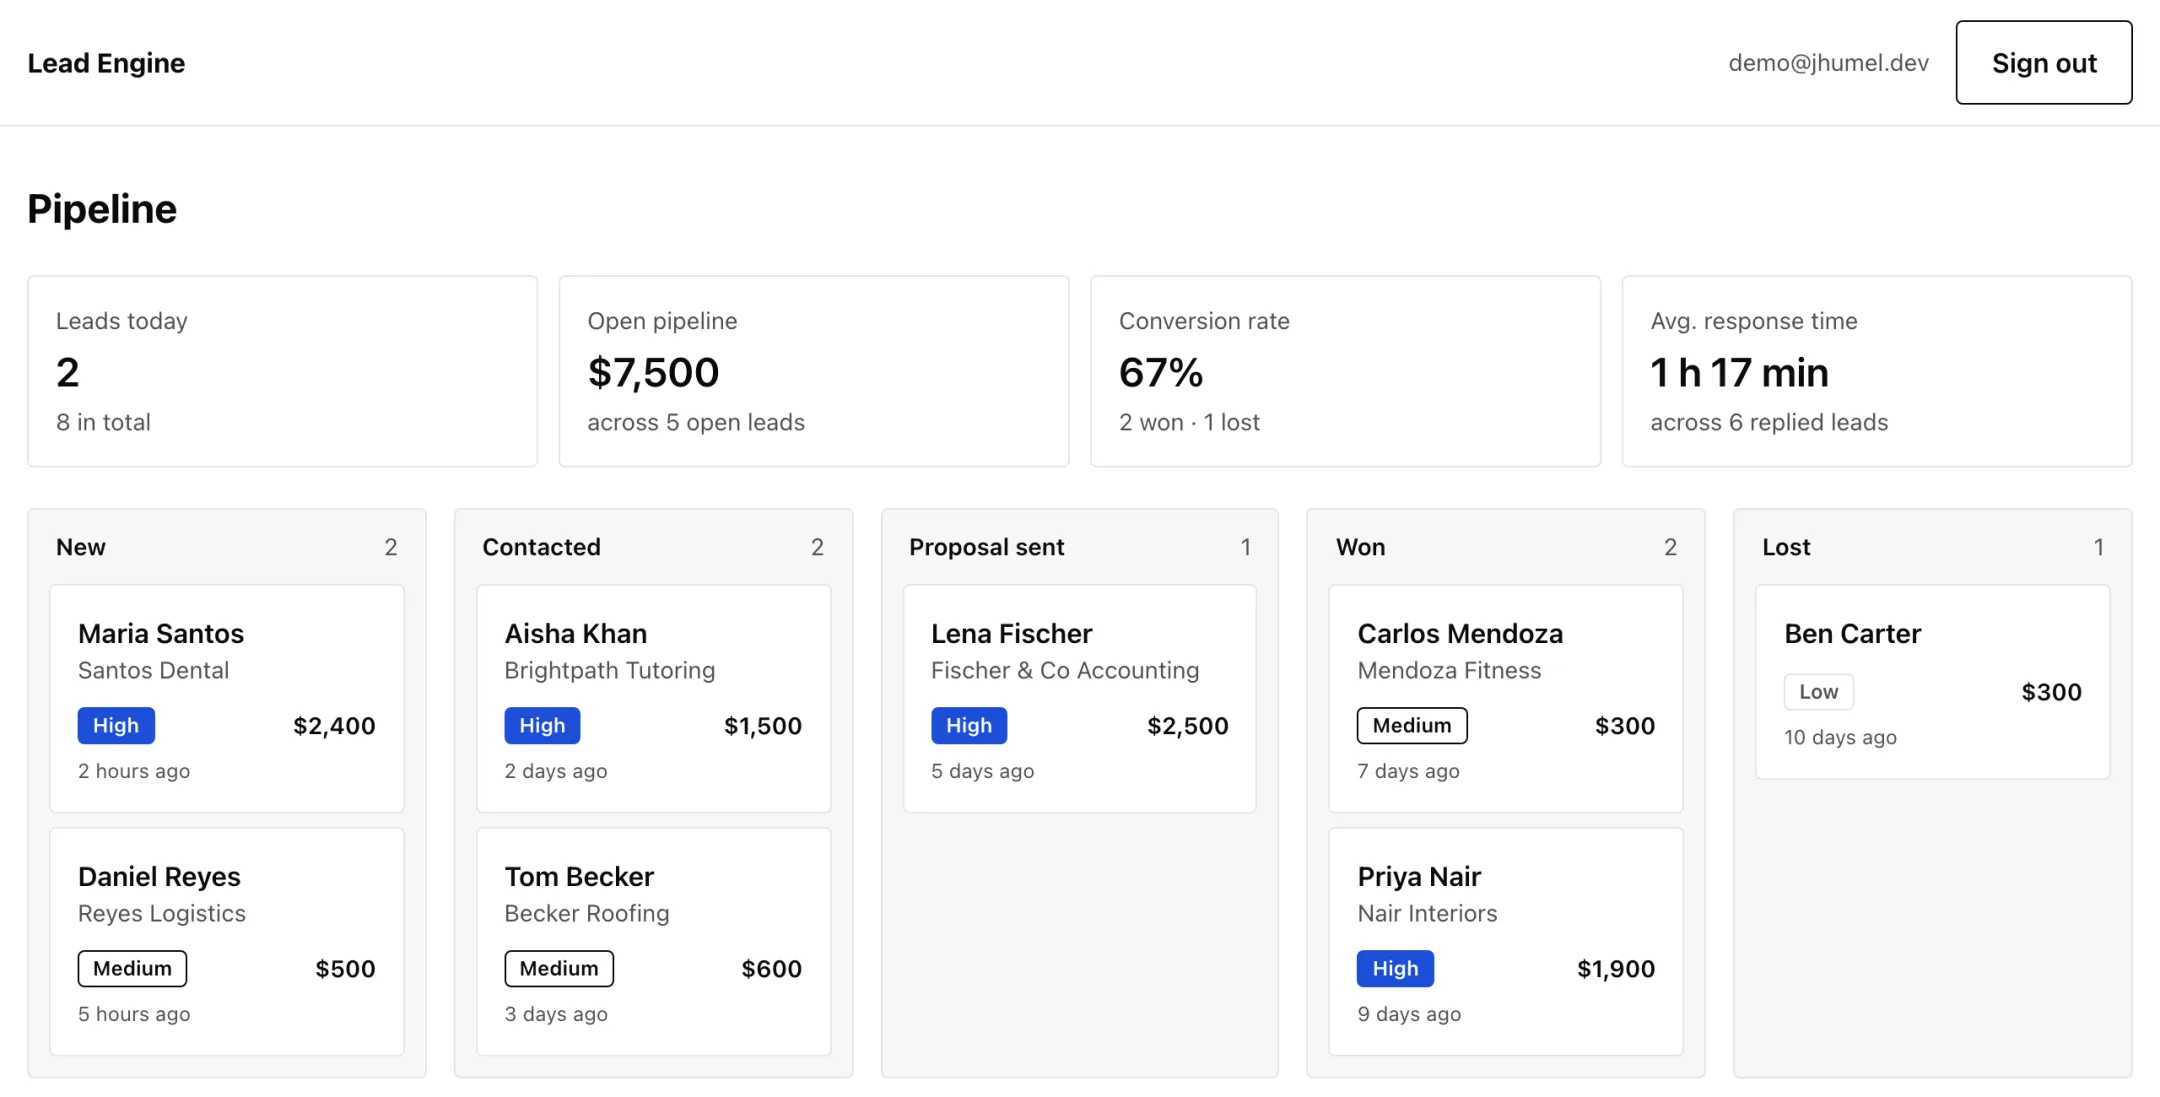 Lead Engine
demo@jhumel.dev
Sign out
Pipeline
Leads today
2
8 in total
Open pipeline
$7,500
across 5 open leads
Conversion rate
67%
2 won · 1 lost
Avg. response time
1 h 17 min
across 6 replied leads
New 2
Maria Santos
Santos Dental
High $2,400
2 hours ago
Daniel Reyes
Reyes Logistics
Medium $500
5 hours ago
Contacted 2
Aisha Khan
Brightpath Tutoring
High $1,500
2 days ago
Tom Becker
Becker Roofing
Medium $600
3 days ago
Proposal sent 1
Lena Fischer
Fischer & Co Accounting
High $2,500
5 days ago
Won 2
Carlos Mendoza
Mendoza Fitness
Medium $300
7 days ago
Priya Nair
Nair Interiors
High $1,900
9 days ago
Lost 1
Ben Carter
Low $300
10 days ago